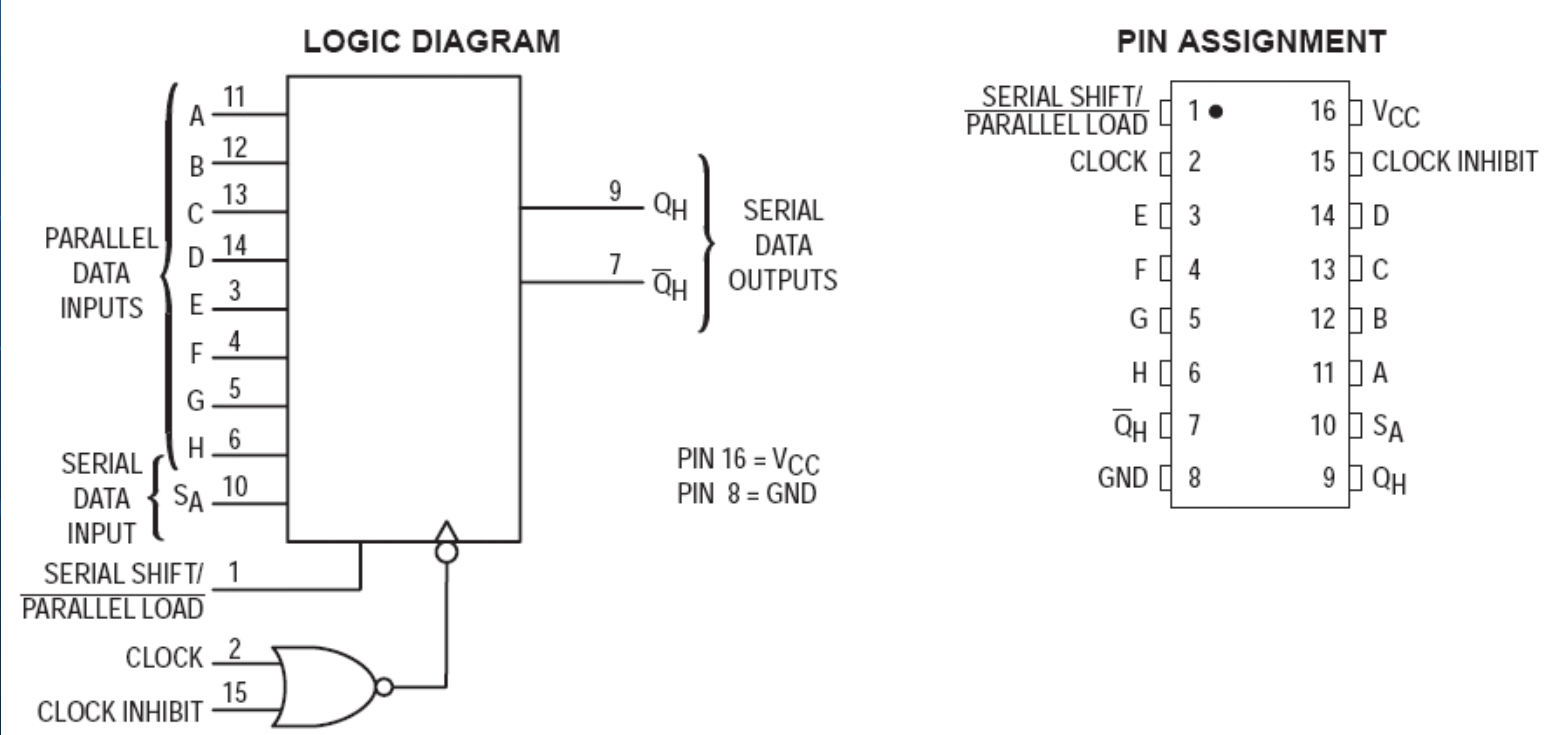 LOGIC DIAGRAM
A 11
B 12
C 13
D 14
E 3
F 4
G 5
H 6
PARALLEL
DATA
INPUTS
SERIAL
DATA
INPUT
SA 10
SERIAL SHIFT/ 1
PARALLEL LOAD
CLOCK 2
CLOCK INHIBIT 15
9 QH
7 Q̅H
SERIAL
DATA
OUTPUTS
PIN 16 = VCC
PIN 8 = GND
PIN ASSIGNMENT
SERIAL SHIFT/
PARALLEL LOAD 1 16 VCC
CLOCK 2 15 CLOCK INHIBIT
E 3 14 D
F 4 13 C
G 5 12 B
H 6 11 A
Q̅H 7 10 SA
GND 8 9 QH